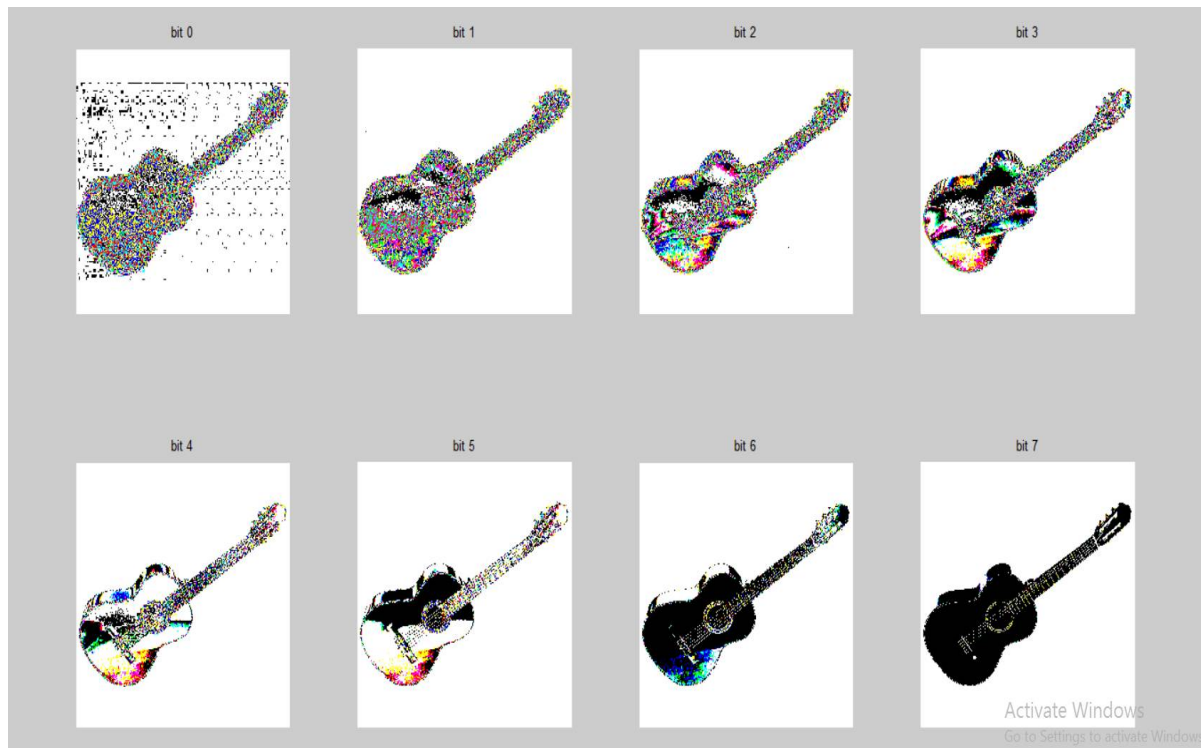 bit 0
bit 1
bit 2
bit 3
bit 4
bit 5
bit 6
bit 7
Activate Windows
Go to Settings to activate Windows